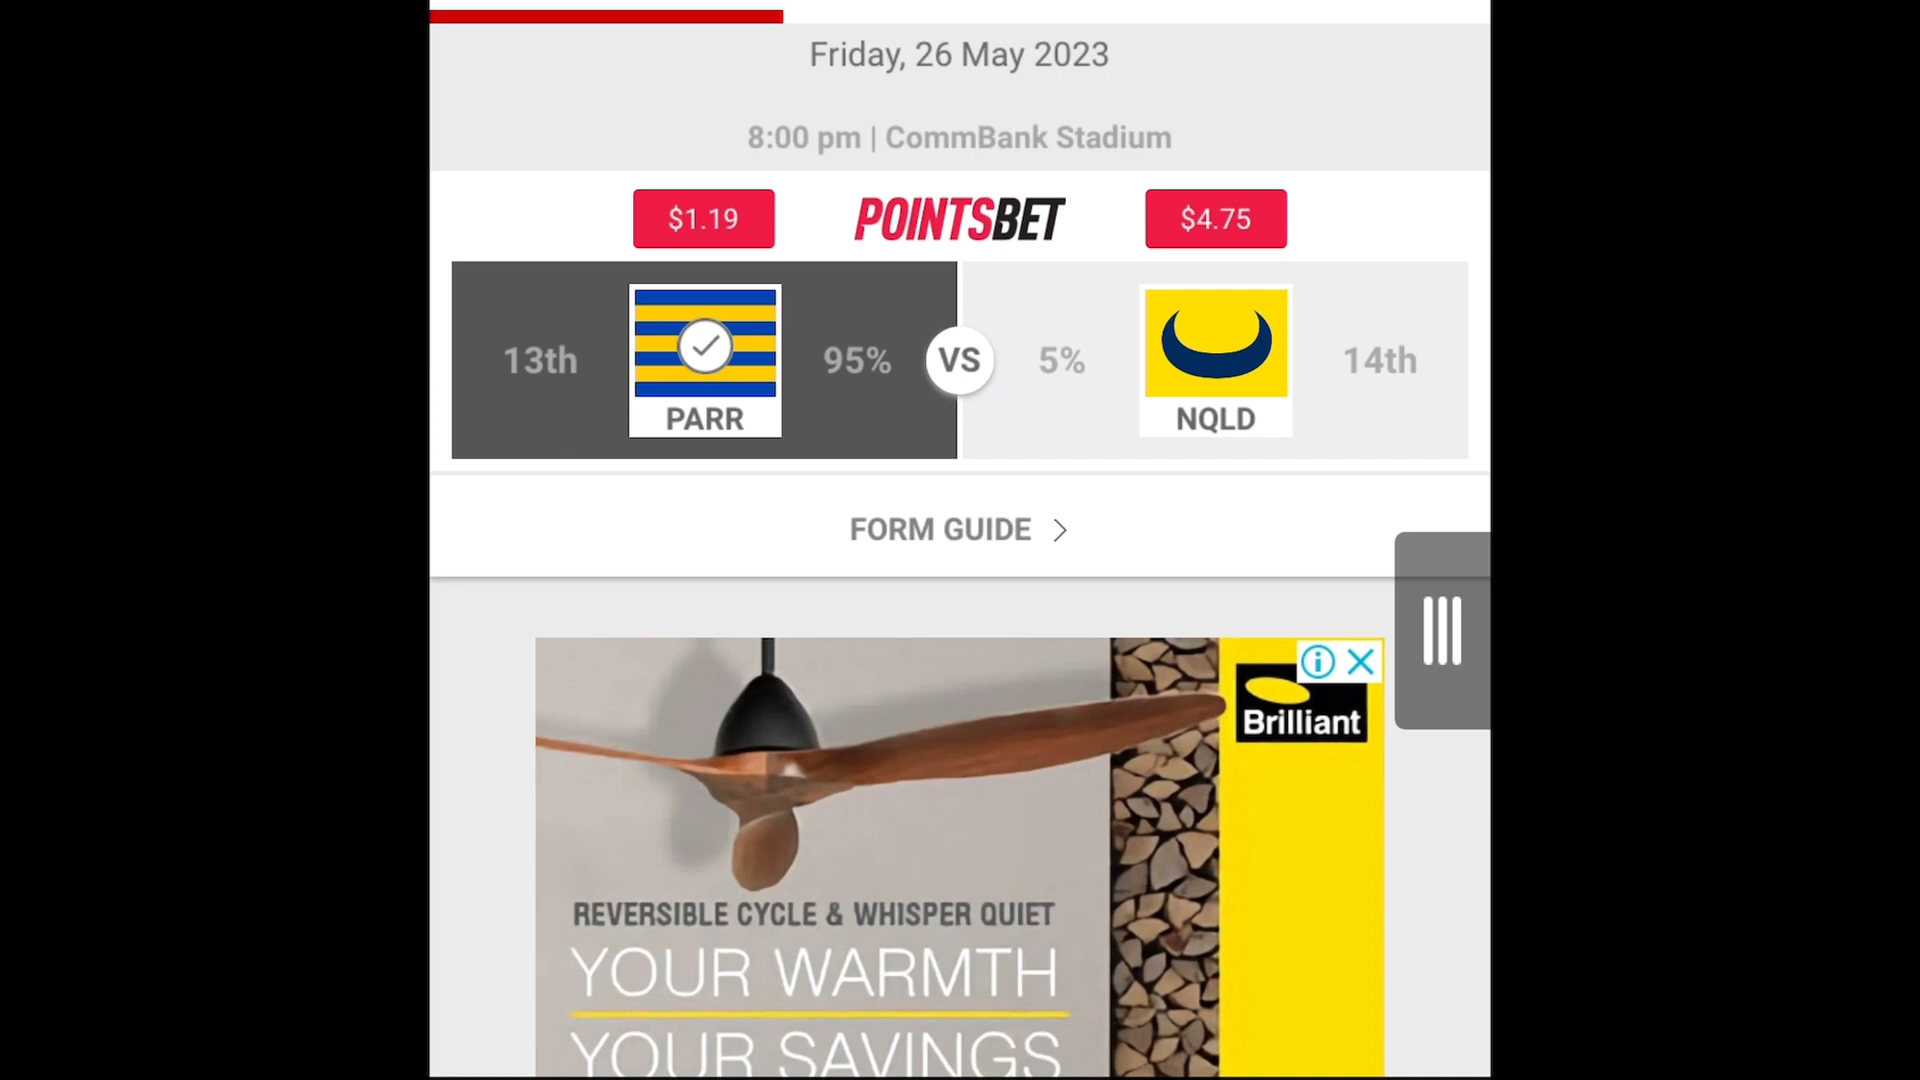 Friday, 26 May 2023
8:00 pm | CommBank Stadium
$1.19 POINTSBET $4.75
13th PARR 95% VS 5% NQLD 14th
FORM GUIDE
Brilliant
REVERSIBLE CYCLE & WHISPER QUIET
YOUR WARMTH
YOUR SAVINGS